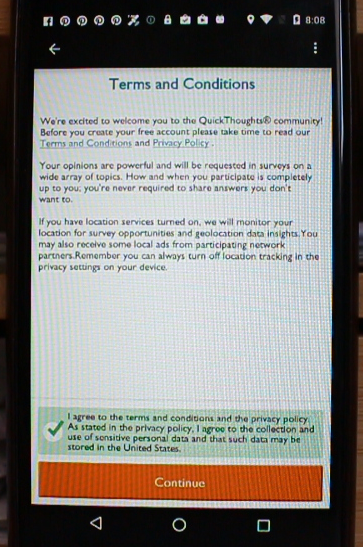 8:08
Terms and Conditions
We're excited to welcome you to the QuickThoughts® community!
Before you create your free account please take time to read our
Terms and Conditions and Privacy Policy .
Your opinions are powerful and will be requested in surveys on a
wide array of topics. How and when you participate is completely
up to you; you're never required to share answers you don't
want to.
If you have location services turned on, we will monitor your
location for survey opportunities and geolocation data insights.You
may also receive some local ads from participating network
partners.Remember you can always turn off location tracking in the
privacy settings on your device.
I agree to the terms and conditions and the privacy policy.
As stated in the privacy policy, I agree to the collection and
use of sensitive personal data and that such data may be
stored in the United States.
Continue